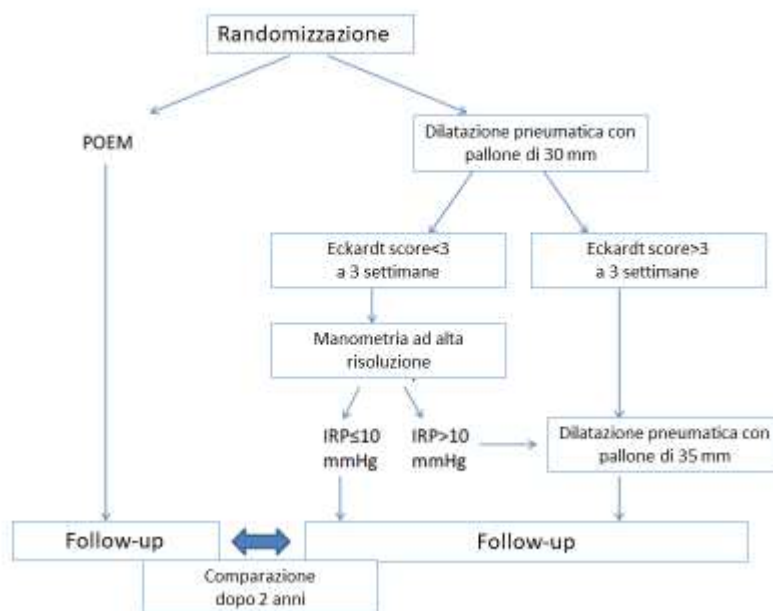 Randomizzazione
POEM
Dilatazione pneumatica con
pallone di 30 mm
Eckardt score<3
a 3 settimane
Eckardt score>3
a 3 settimane
Manometria ad alta
risoluzione
IRP≤10
mmHg
IRP>10
mmHg
Dilatazione pneumatica con
pallone di 35 mm
Follow-up
Follow-up
Comparazione
dopo 2 anni